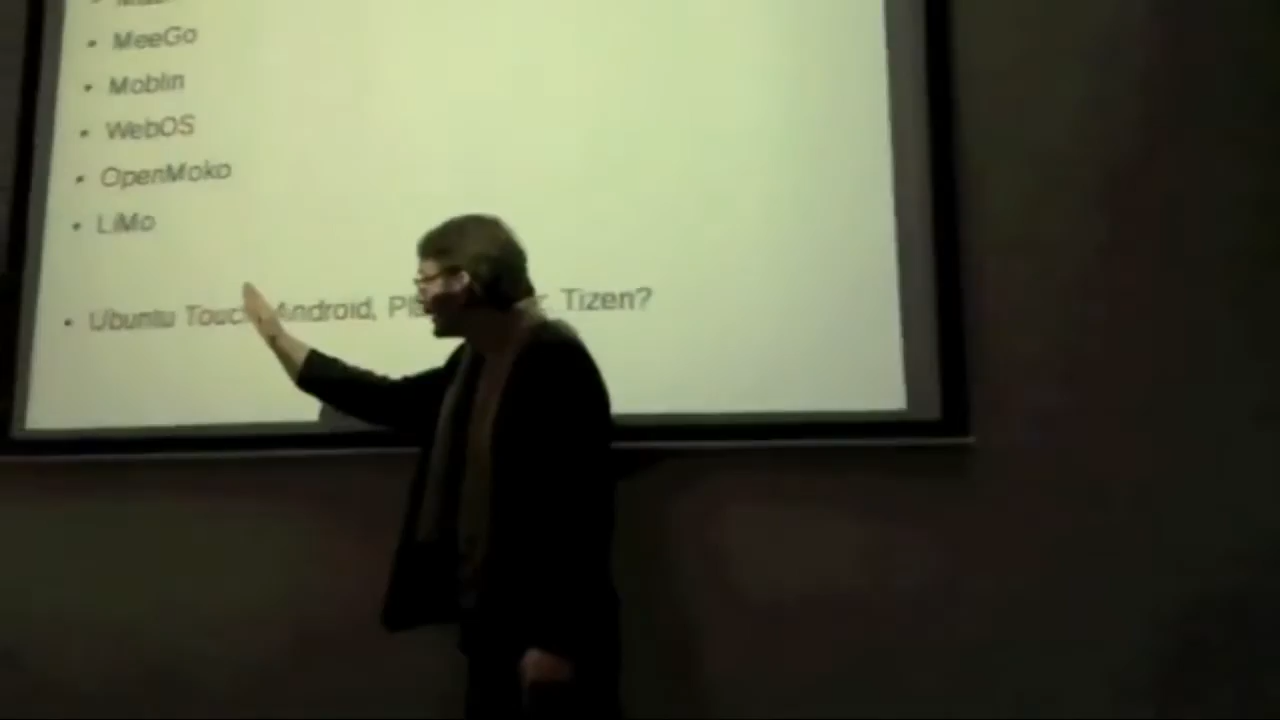 • MeeGo
• Moblin
• WebOS
• OpenMoko
• LiMo
• Ubuntu Touch, Android, Tizen?